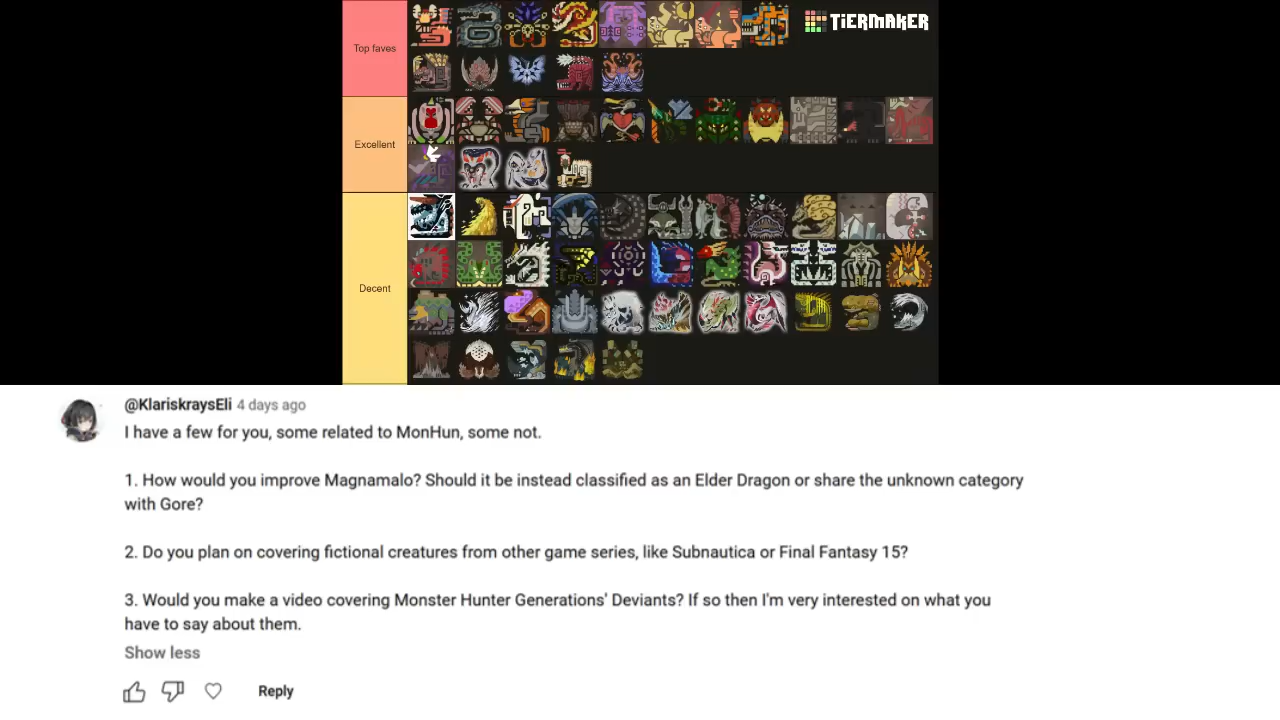 Top faves
TIERMAKER
Excellent
Decent
@KlariskraysEli 4 days ago
I have a few for you, some related to MonHun, some not.
1. How would you improve Magnamalo? Should it be instead classified as an Elder Dragon or share the unknown category
with Gore?
2. Do you plan on covering fictional creatures from other game series, like Subnautica or Final Fantasy 15?
3. Would you make a video covering Monster Hunter Generations' Deviants? If so then I'm very interested on what you
have to say about them.
Show less
Reply